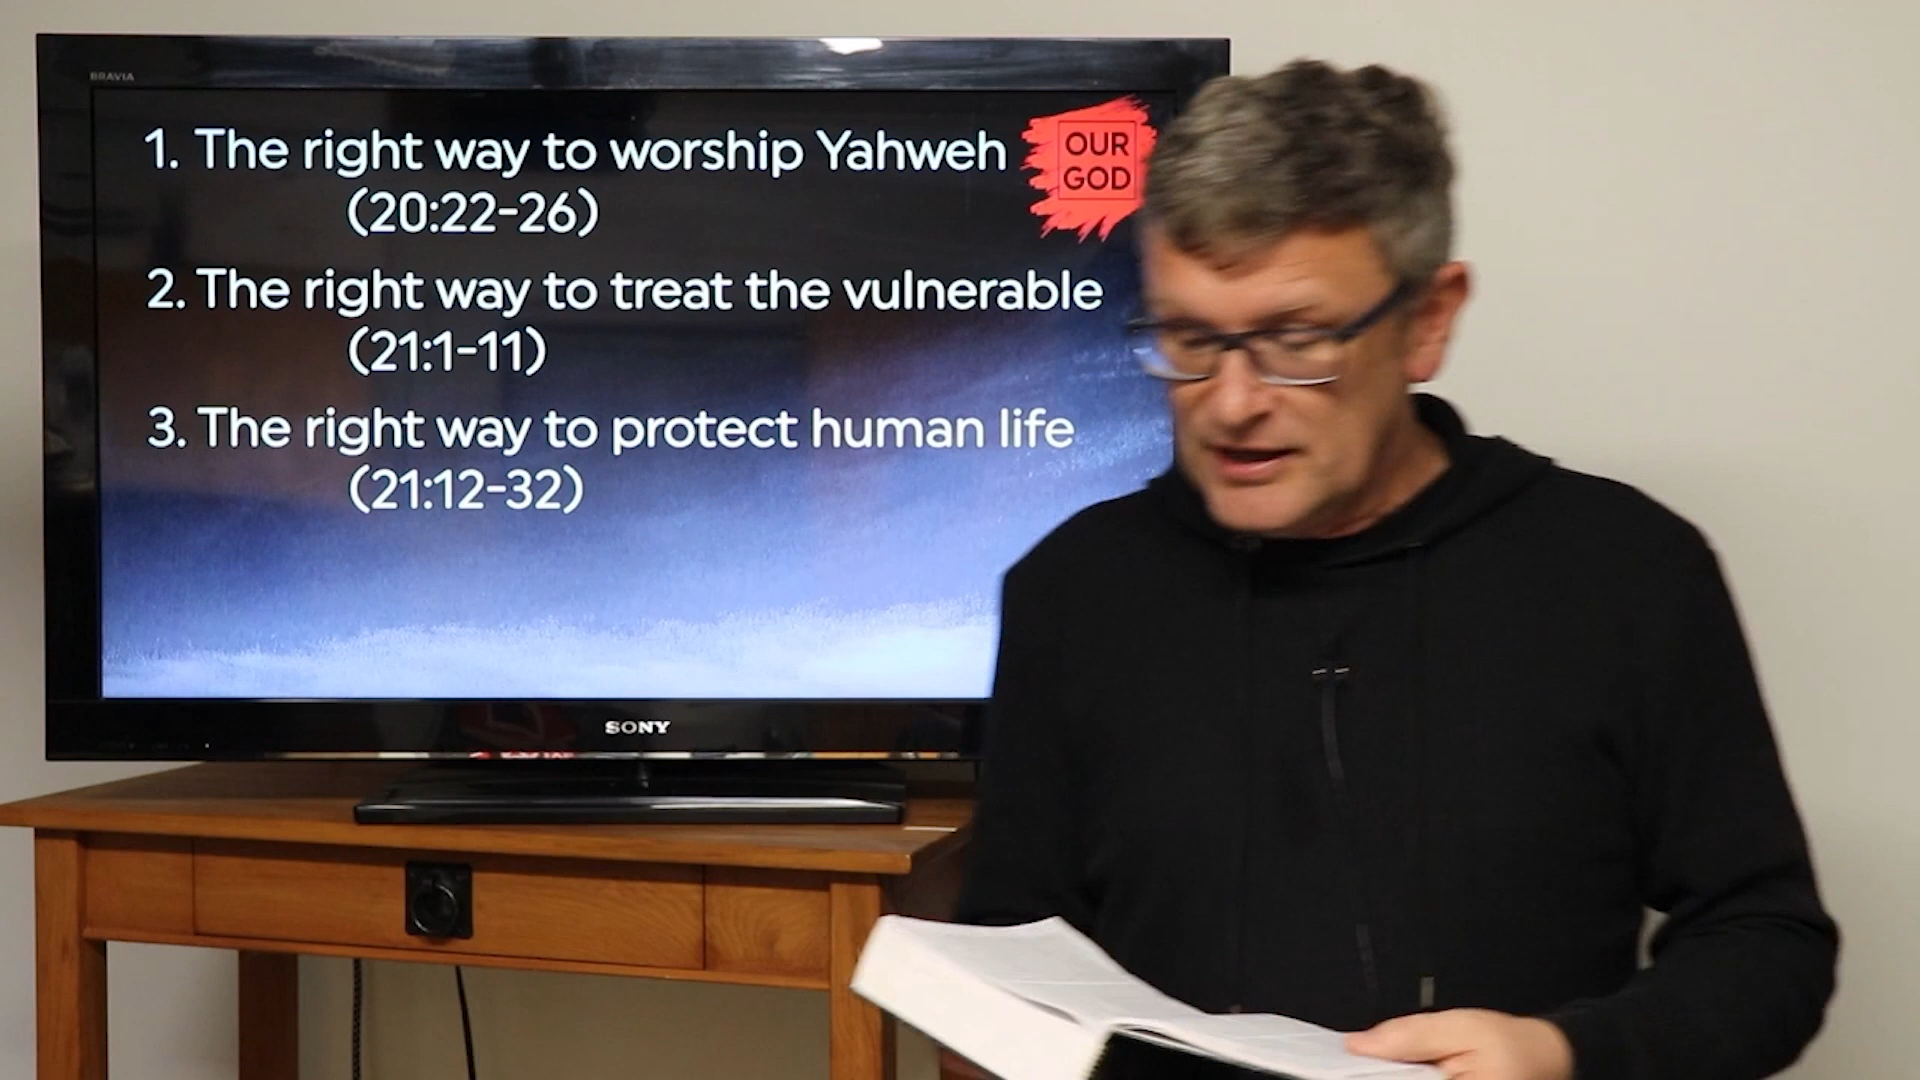 BRAVIA
1. The right way to worship Yahweh
(20:22-26)
OUR
GOD
2. The right way to treat the vulnerable
(21:1-11)
3. The right way to protect human life
(21:12-32)
SONY